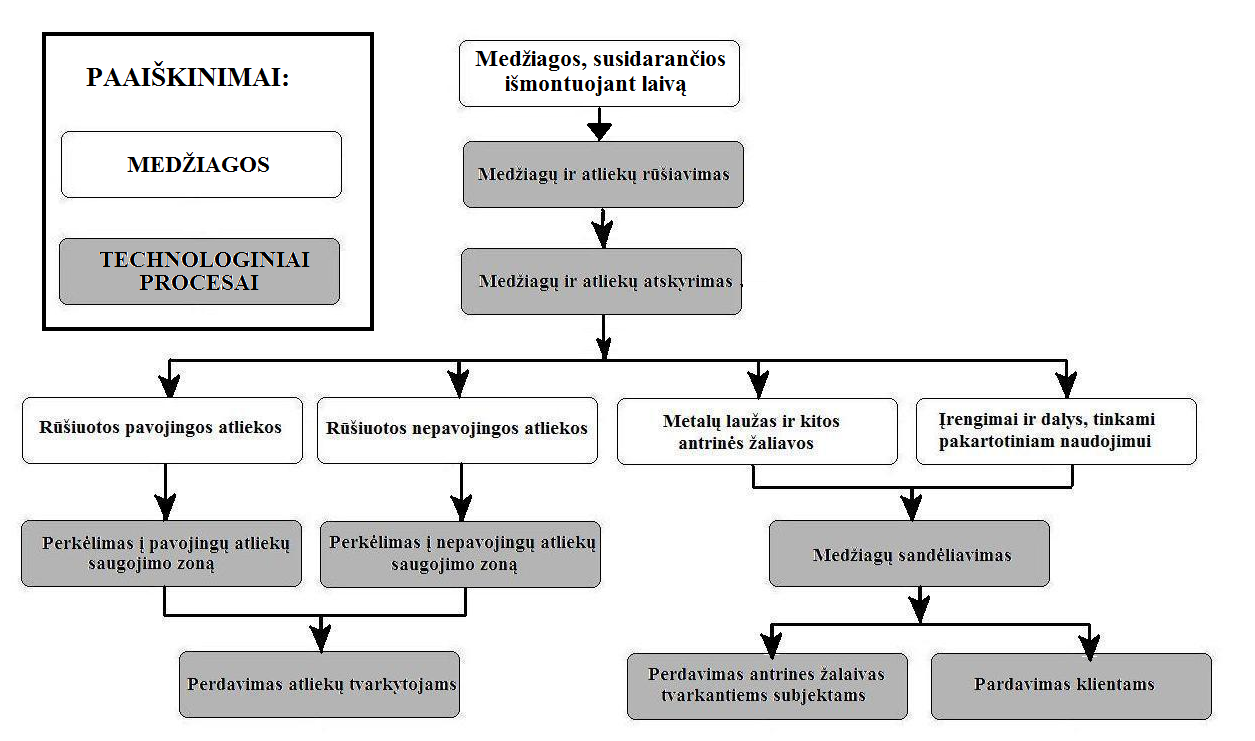 PAAIŠKINIMAI:
MEDŽIAGOS
TECHNOLOGINIAI
PROCESAI
Medžiagos, susidarančios
išmontuojant laivą
Medžiagų ir atliekų rūšiavimas
Medžiagų ir atliekų atskyrimas .
Rūšiuotos pavojingos atliekos
Rūšiuotos nepavojingos atliekos
Metalų laužas ir kitos
antrinės žaliavos
Įrengimai ir dalys, tinkami
pakartotiniam naudojimui
Perkėlimas į pavojingų atliekų
saugojimo zoną
Perkėlimas į nepavojingų atliekų
saugojimo zoną
Medžiagų sandėliavimas
Perdavimas atliekų tvarkytojams
Perdavimas antrines žalaivas
tvarkantiems subjektams
Pardavimas klientams